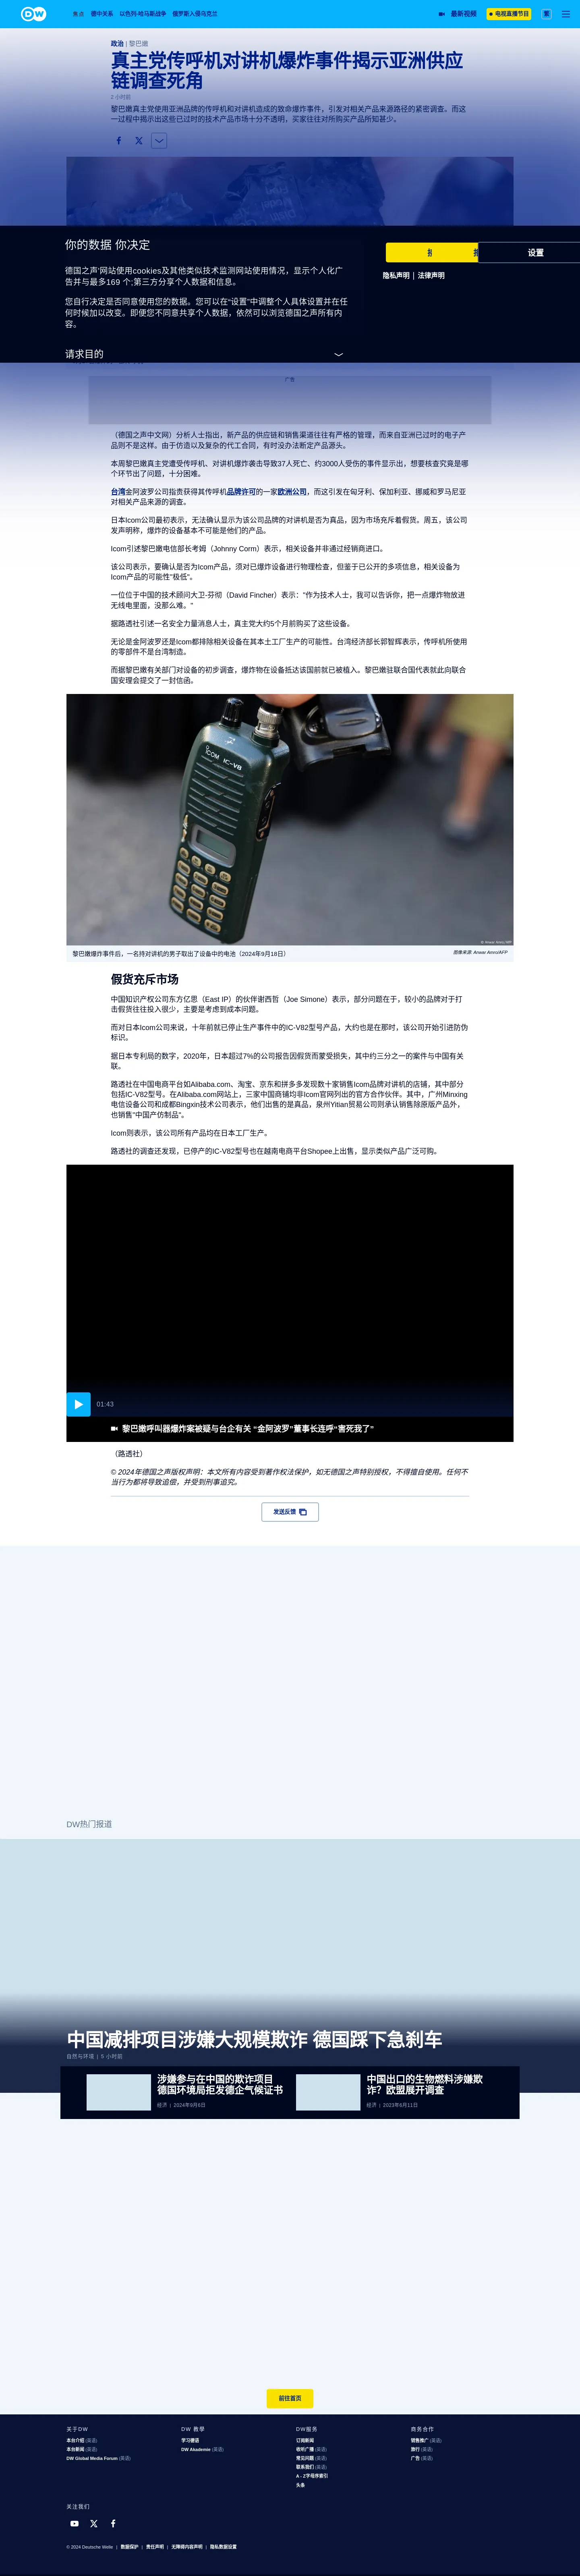 DW
焦点 德中关系 以色列-哈马斯战争 俄罗斯入侵乌克兰
最新视频
电视直播节目
繁
政治 | 黎巴嫩
真主党传呼机对讲机爆炸事件揭示亚洲供应
链调查死角
2 小时前
黎巴嫩真主党使用亚洲品牌的传呼机和对讲机造成的致命爆炸事件，引发对相关产品来源路径的紧密调查。而这
一过程中揭示出这些已过时的技术产品市场十分不透明，买家往往对所购买产品所知甚少。
你的数据 你决定
德国之声'网站使用cookies及其他类似技术监测网站使用情况，显示个人化广
告并与最多169 个;第三方分享个人数据和信息。
您自行决定是否同意使用您的数据。您可以在"设置"中调整个人具体设置并在任
何时候加以改变。即便您不同意共享个人数据，依然可以浏览德国之声所有内
容。
请求目的
设置
隐私声明 | 法律声明
广告
（德国之声中文网）分析人士指出，新产品的供应链和销售渠道往往有严格的管理，而来自亚洲已过时的电子产
品则不是这样。由于仿造以及复杂的代工合同，有时没办法断定产品源头。
本周黎巴嫩真主党遭受传呼机、对讲机爆炸袭击导致37人死亡、约3000人受伤的事件显示出，想要核查究竟是哪
个环节出了问题，十分困难。
台湾金阿波罗公司指责获得其传呼机品牌许可的一家欧洲公司，而这引发在匈牙利、保加利亚、挪威和罗马尼亚
对相关产品来源的调查。
日本Icom公司最初表示，无法确认显示为该公司品牌的对讲机是否为真品，因为市场充斥着假货。周五，该公司
发声明称，爆炸的设备基本不可能是他们的产品。
Icom引述黎巴嫩电信部长考姆（Johnny Corm）表示，相关设备并非通过经销商进口。
该公司表示，要确认是否为Icom产品，须对已爆炸设备进行物理检查，但鉴于已公开的多项信息，相关设备为
Icom产品的可能性"极低"。
一位位于中国的技术顾问大卫-芬彻（David Fincher）表示："作为技术人士，我可以告诉你，把一点爆炸物放进
无线电里面，没那么难。"
据路透社引述一名安全力量消息人士，真主党大约5个月前购买了这些设备。
无论是金阿波罗还是Icom都排除相关设备在其本土工厂生产的可能性。台湾经济部长郭智辉表示，传呼机所使用
的零部件不是台湾制造。
而据黎巴嫩有关部门对设备的初步调查，爆炸物在设备抵达该国前就已被植入。黎巴嫩驻联合国代表就此向联合
国安理会提交了一封信函。
ICOM IC-V8
黎巴嫩爆炸事件后，一名持对讲机的男子取出了设备中的电池（2024年9月18日）
图像来源: Anwar Amro/AFP
假货充斥市场
中国知识产权公司东方亿思（East IP）的伙伴谢西哲（Joe Simone）表示，部分问题在于，较小的品牌对于打
击假货往往投入很少，主要是考虑到成本问题。
而对日本Icom公司来说，十年前就已停止生产事件中的IC-V82型号产品，大约也是在那时，该公司开始引进防伪
标识。
据日本专利局的数字，2020年，日本超过7%的公司报告因假货而蒙受损失，其中约三分之一的案件与中国有关
联。
路透社在中国电商平台如Alibaba.com、淘宝、京东和拼多多发现数十家销售Icom品牌对讲机的店铺，其中部分
包括IC-V82型号。在Alibaba.com网站上，三家中国商铺均非Icom官网列出的官方合作伙伴。其中，广州Minxing
电信设备公司和成都Bingxin技术公司表示，他们出售的是真品，泉州Yitian贸易公司则承认销售除原版产品外，
也销售"中国产仿制品"。
Icom则表示，该公司所有产品均在日本工厂生产。
路透社的调查还发现，已停产的IC-V82型号也在越南电商平台Shopee上出售，显示类似产品广泛可购。
01:43
黎巴嫩呼叫器爆炸案被疑与台企有关 "金阿波罗"董事长连呼"害死我了"
（路透社）
© 2024年德国之声版权声明：本文所有内容受到著作权法保护，如无德国之声特别授权，不得擅自使用。任何不
当行为都将导致追偿，并受到刑事追究。
发送反馈
DW热门报道
中国减排项目涉嫌大规模欺诈 德国踩下急刹车
自然与环境 | 5 小时前
涉嫌参与在中国的欺诈项目
德国环境局拒发德企气候证书
经济 | 2024年9月6日
中国出口的生物燃料涉嫌欺
诈？欧盟展开调查
经济 | 2023年6月11日
前往首页
关于DW
本台介绍 (英语)
本台新闻 (英语)
DW Global Media Forum (英语)
DW 教學
学习德语
DW Akademie (英语)
DW服务
订阅新闻
收听广播 (英语)
常见问题 (英语)
联系我们 (英语)
A - Z字母序索引
头条
商务合作
销售推广 (英语)
旅行 (英语)
广告 (英语)
关注我们
© 2024 Deutsche Welle | 数据保护 | 责任声明 | 无障碍内容声明 | 隐私数据设置